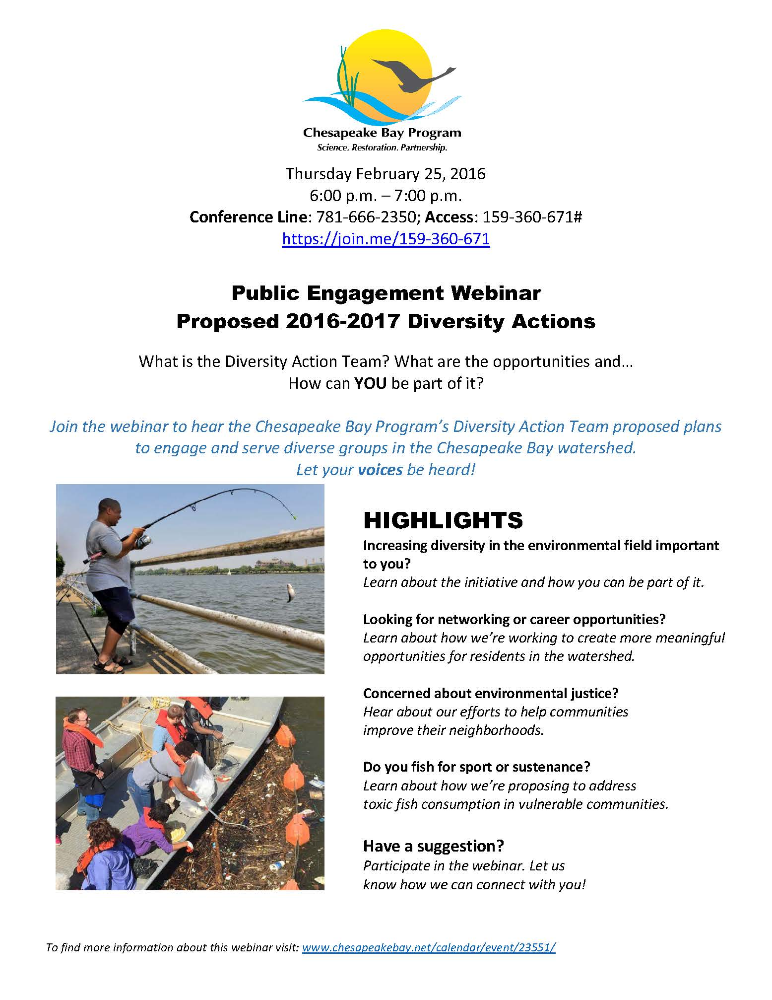 Chesapeake Bay Program
Science. Restoration. Partnership.
Thursday February 25, 2016
6:00 p.m. – 7:00 p.m.
Conference Line: 781-666-2350; Access: 159-360-671#
https://join.me/159-360-671
Public Engagement Webinar
Proposed 2016-2017 Diversity Actions
What is the Diversity Action Team? What are the opportunities and...
How can YOU be part of it?
Join the webinar to hear the Chesapeake Bay Program’s Diversity Action Team proposed plans
to engage and serve diverse groups in the Chesapeake Bay watershed.
Let your voices be heard!
HIGHLIGHTS
Increasing diversity in the environmental field important
to you?
Learn about the initiative and how you can be part of it.
Looking for networking or career opportunities?
Learn about how we’re working to create more meaningful
opportunities for residents in the watershed.
Concerned about environmental justice?
Hear about our efforts to help communities
improve their neighborhoods.
Do you fish for sport or sustenance?
Learn about how we’re proposing to address
toxic fish consumption in vulnerable communities.
Have a suggestion?
Participate in the webinar. Let us
know how we can connect with you!
To find more information about this webinar visit: www.chesapeakebay.net/calendar/event/23551/